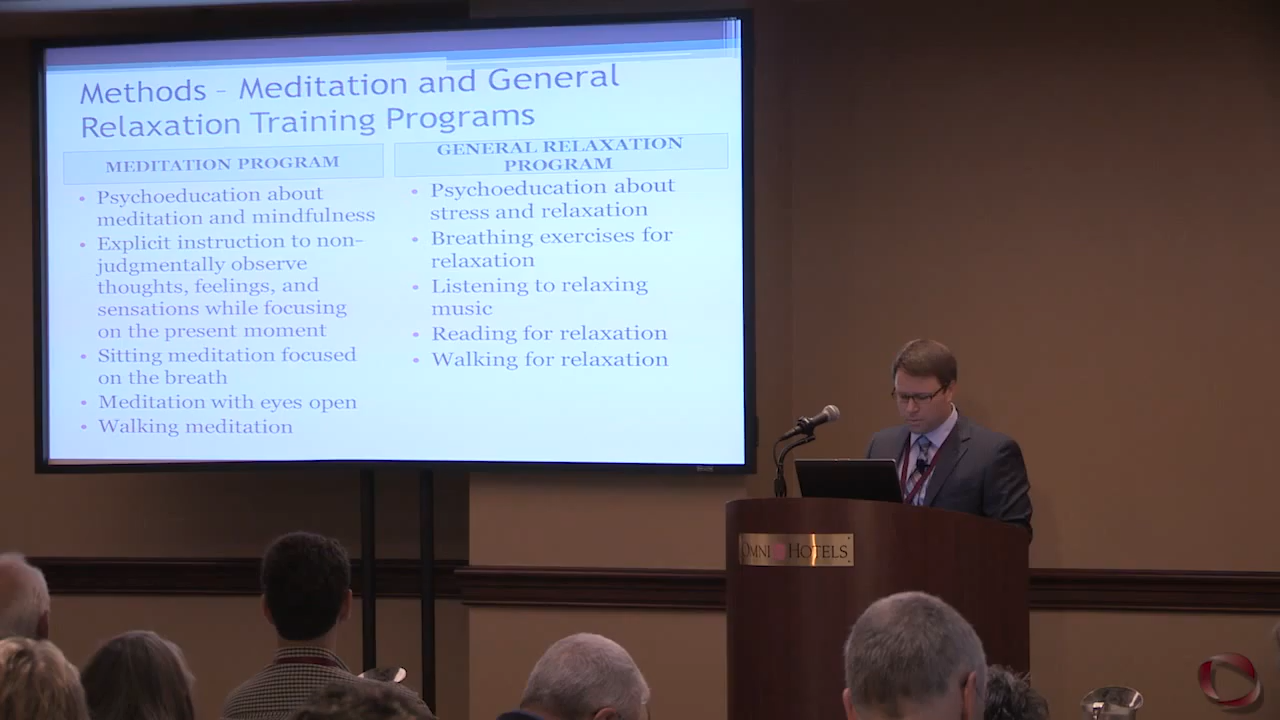 Methods – Meditation and General
Relaxation Training Programs
MEDITATION PROGRAM
• Psychoeducation about
meditation and mindfulness
• Explicit instruction to non-
judgmentally observe
thoughts, feelings, and
sensations while focusing
on the present moment
• Sitting meditation focused
on the breath
• Meditation with eyes open
• Walking meditation
GENERAL RELAXATION
PROGRAM
• Psychoeducation about
stress and relaxation
• Breathing exercises for
relaxation
• Listening to relaxing
music
• Reading for relaxation
• Walking for relaxation
OMNI HOTELS